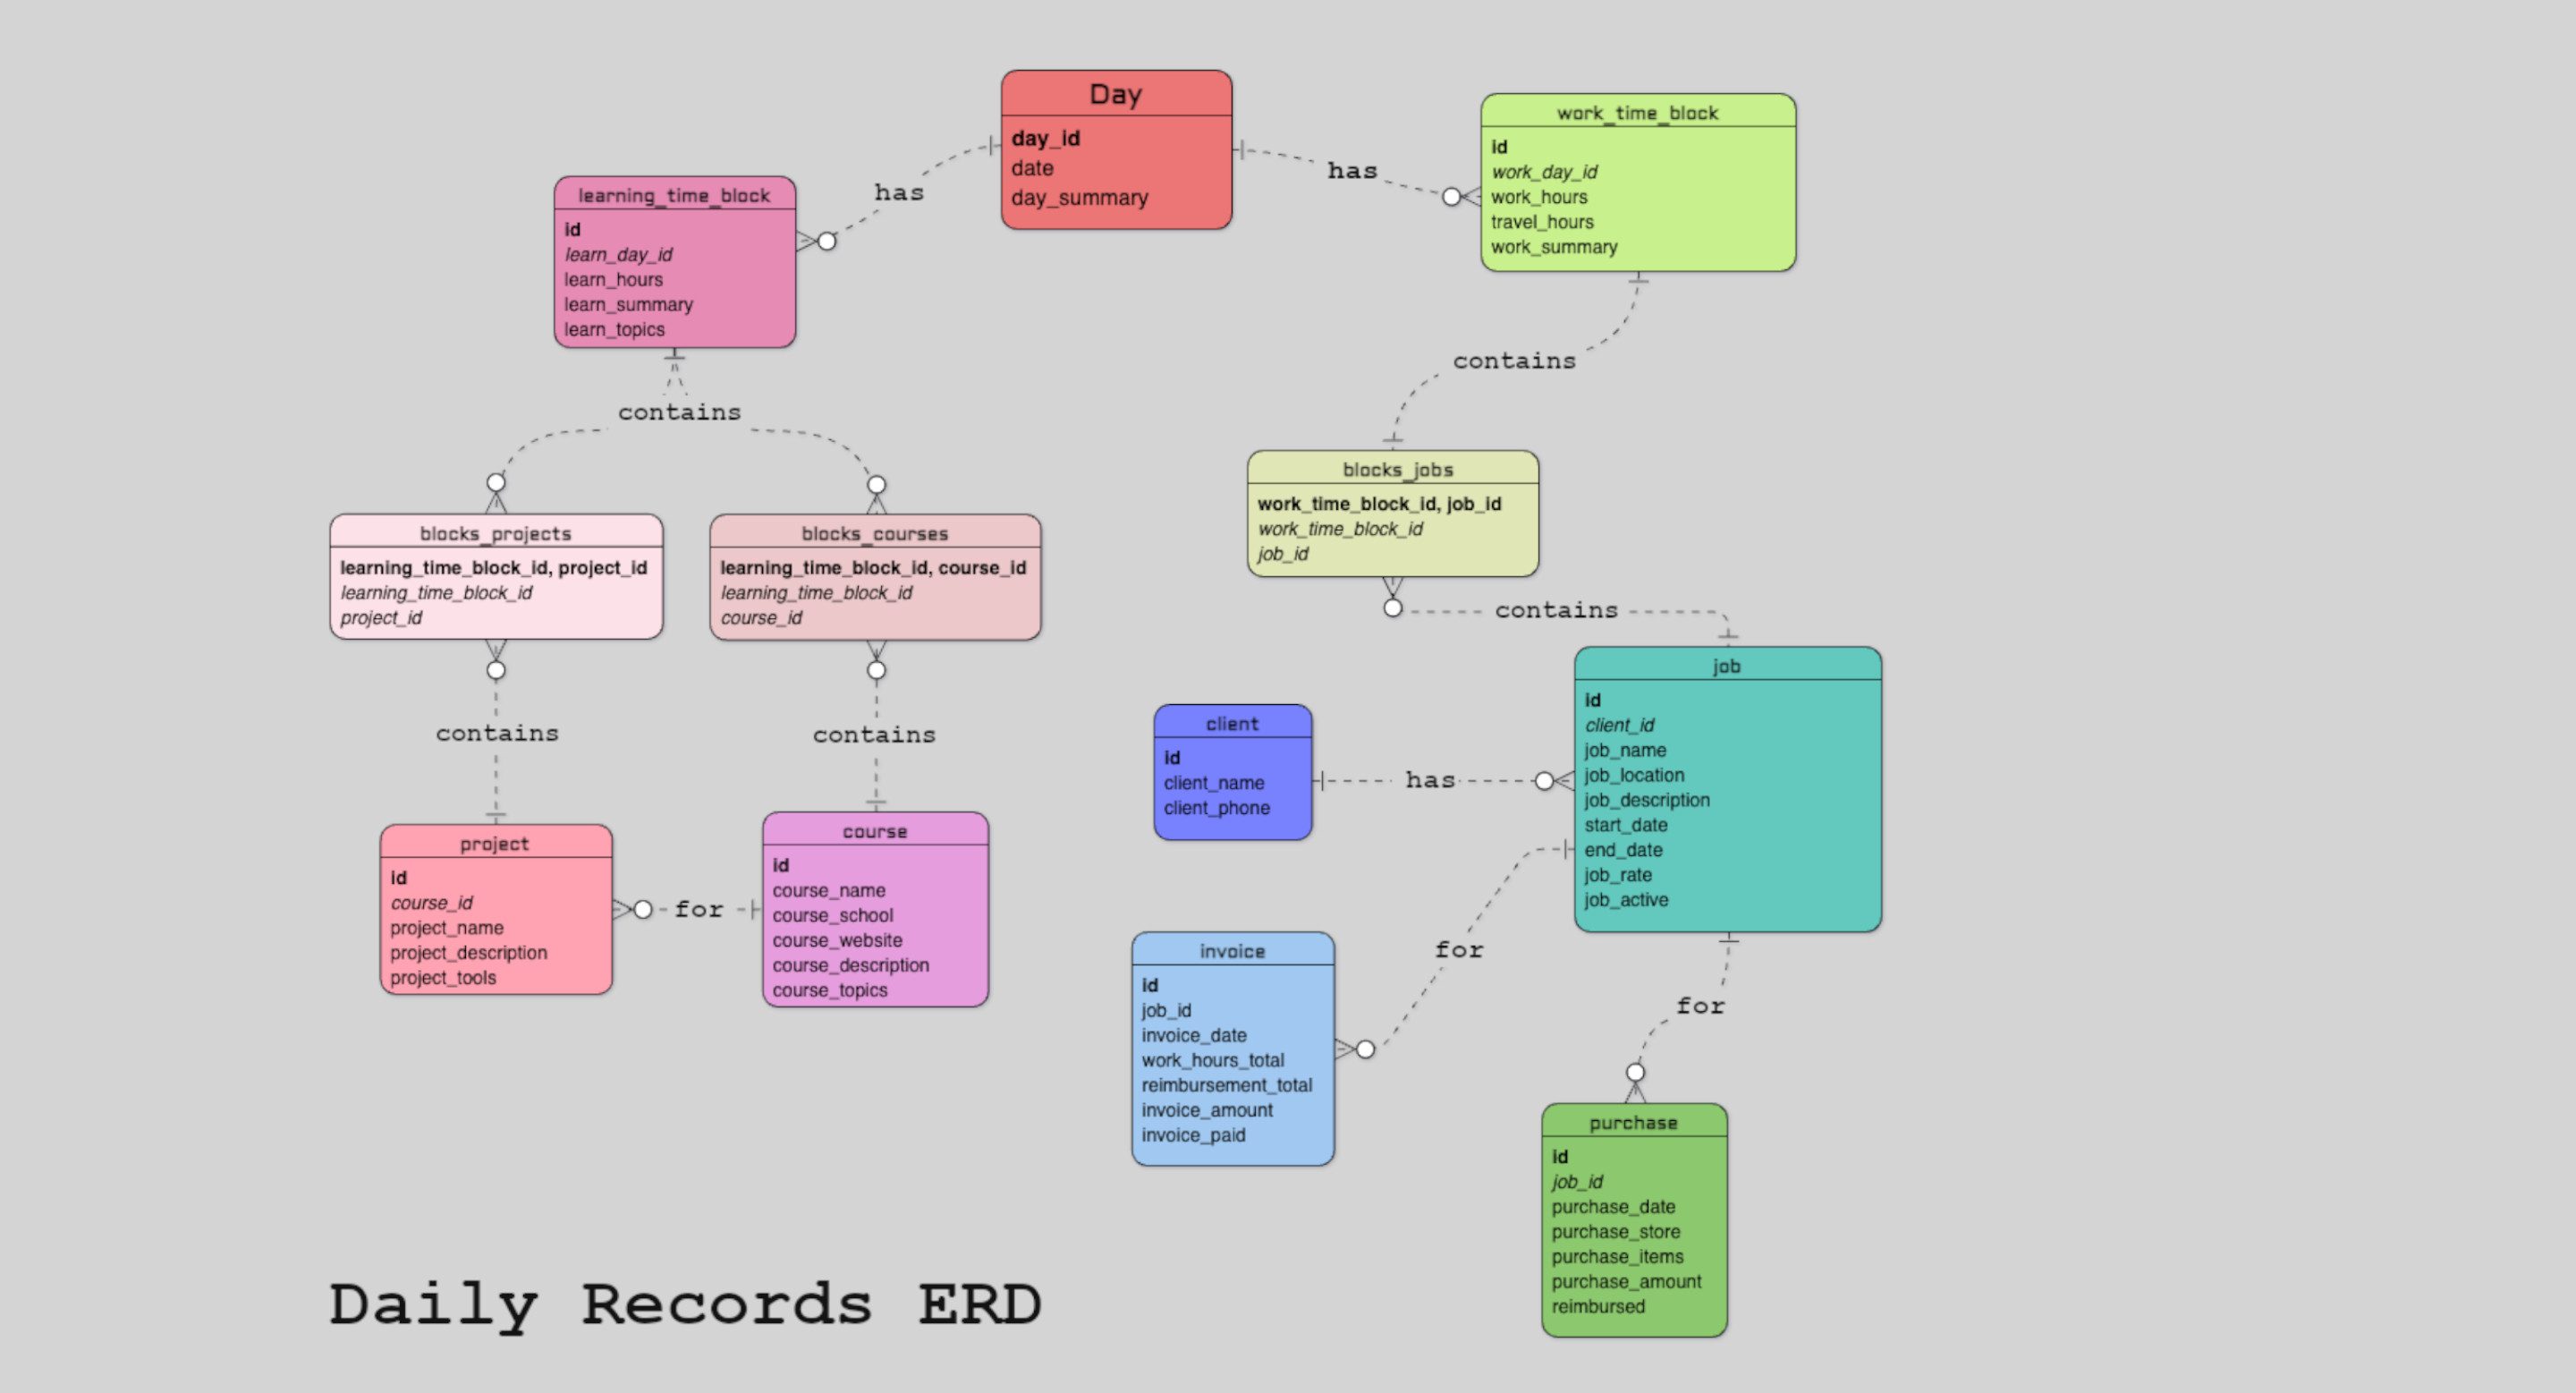 Day
day_id
date
day_summary
has
has
work_time_block
id
work_day_id
work_hours
travel_hours
work_summary
learning_time_block
id
learn_day_id
learn_hours
learn_summary
learn_topics
contains
contains
blocks_projects
learning_time_block_id, project_id
learning_time_block_id
project_id
blocks_courses
learning_time_block_id, course_id
learning_time_block_id
course_id
blocks_jobs
work_time_block_id, job_id
work_time_block_id
job_id
contains
contains
contains
project
id
course_id
project_name
project_description
project_tools
for
course
id
course_name
course_school
course_website
course_description
course_topics
client
id
client_name
client_phone
has
job
id
client_id
job_name
job_location
job_description
start_date
end_date
job_rate
job_active
for
for
invoice
id
job_id
invoice_date
work_hours_total
reimbursement_total
invoice_amount
invoice_paid
purchase
id
job_id
purchase_date
purchase_store
purchase_items
purchase_amount
reimbursed
Daily Records ERD